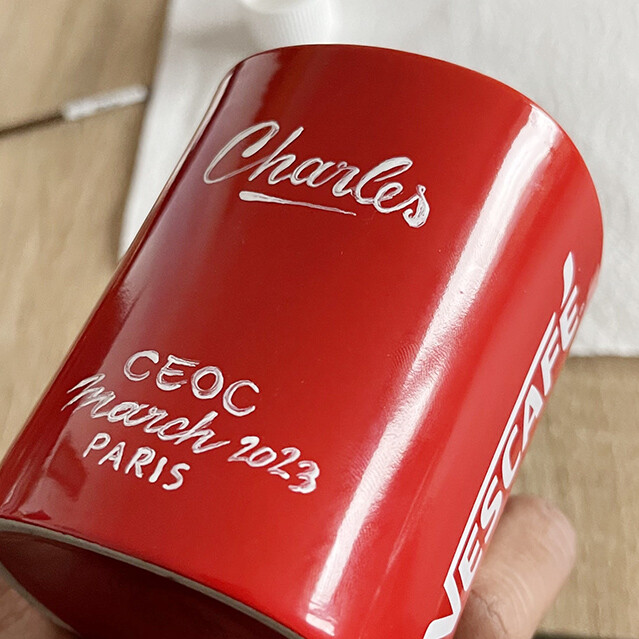 Charles
CEOC
march 2023
PARIS
NESCAFÉ